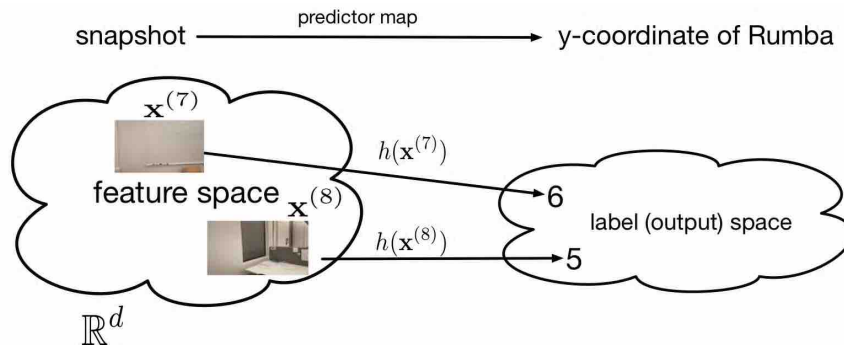 predictor map
snapshot y-coordinate of Rumba
x^{(7)}
h(x^{(7)})
feature space
x^{(8)}
6
label (output) space
h(x^{(8)})
5
ℝ^d